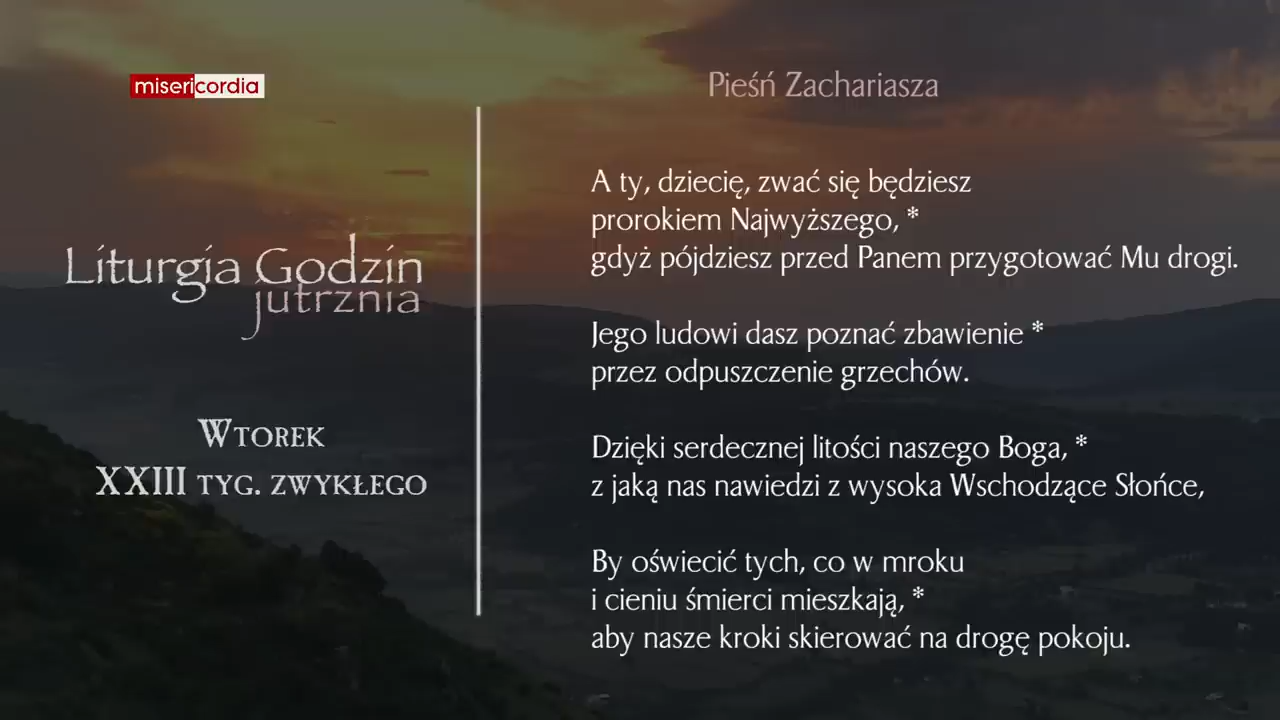 misericordia
Liturgia Godzin
jutrznia
Wtorek
XXIII tyg. zwykłego
Pieśń Zachariasza
A ty, dziecię, zwać się będziesz
prorokiem Najwyższego, *
gdyż pójdziesz przed Panem przygotować Mu drogi.
Jego ludowi dasz poznać zbawienie *
przez odpuszczenie grzechów.
Dzięki serdecznej litości naszego Boga, *
z jaką nas nawiedzi z wysoka Wschodzące Słońce,
By oświecić tych, co w mroku
i cieniu śmierci mieszkają, *
aby nasze kroki skierować na drogę pokoju.